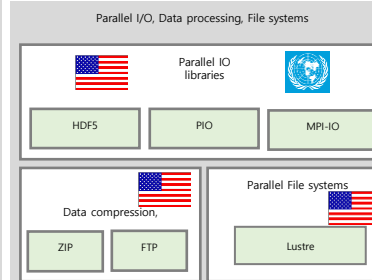 Parallel I/O, Data processing, File systems
Parallel IO
libraries
HDF5
PIO
MPI-IO
Data compression,
ZIP
FTP
Parallel File systems
Lustre